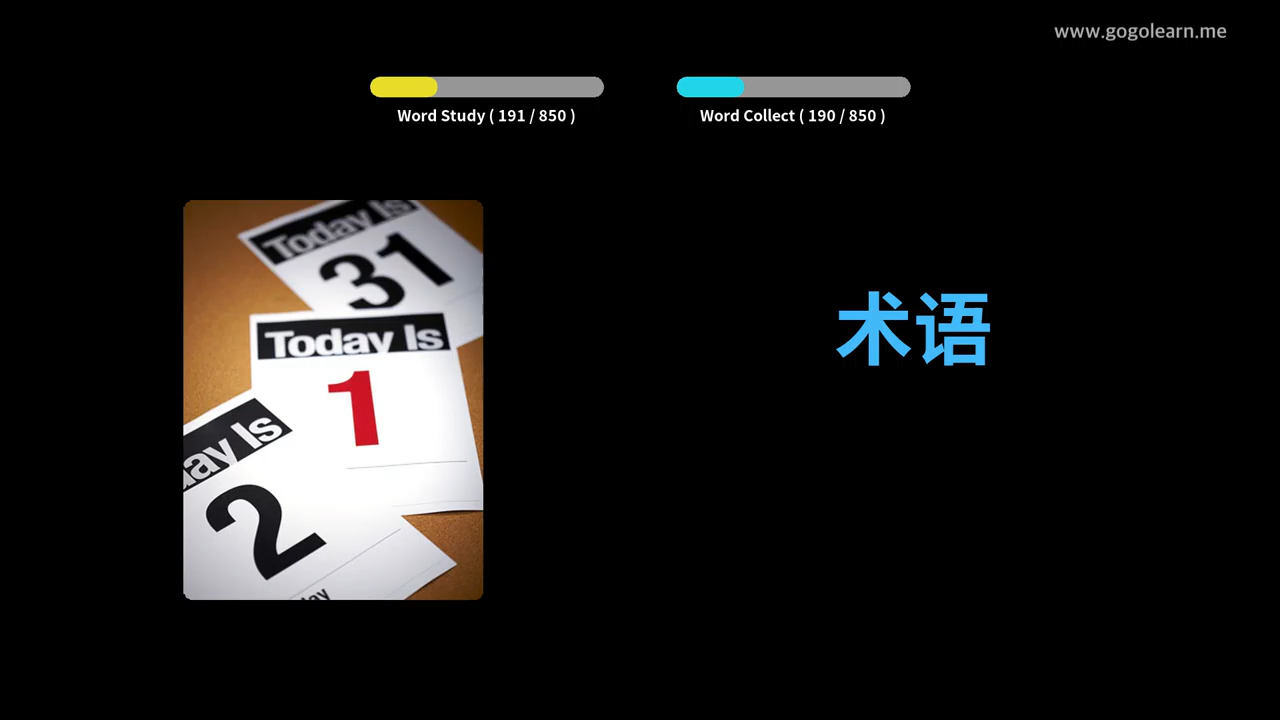 www.gogolearn.me
Word Study ( 191 / 850 )
Word Collect ( 190 / 850 )
Today Is
31
Today Is
1
ay Is
2
ay
术语